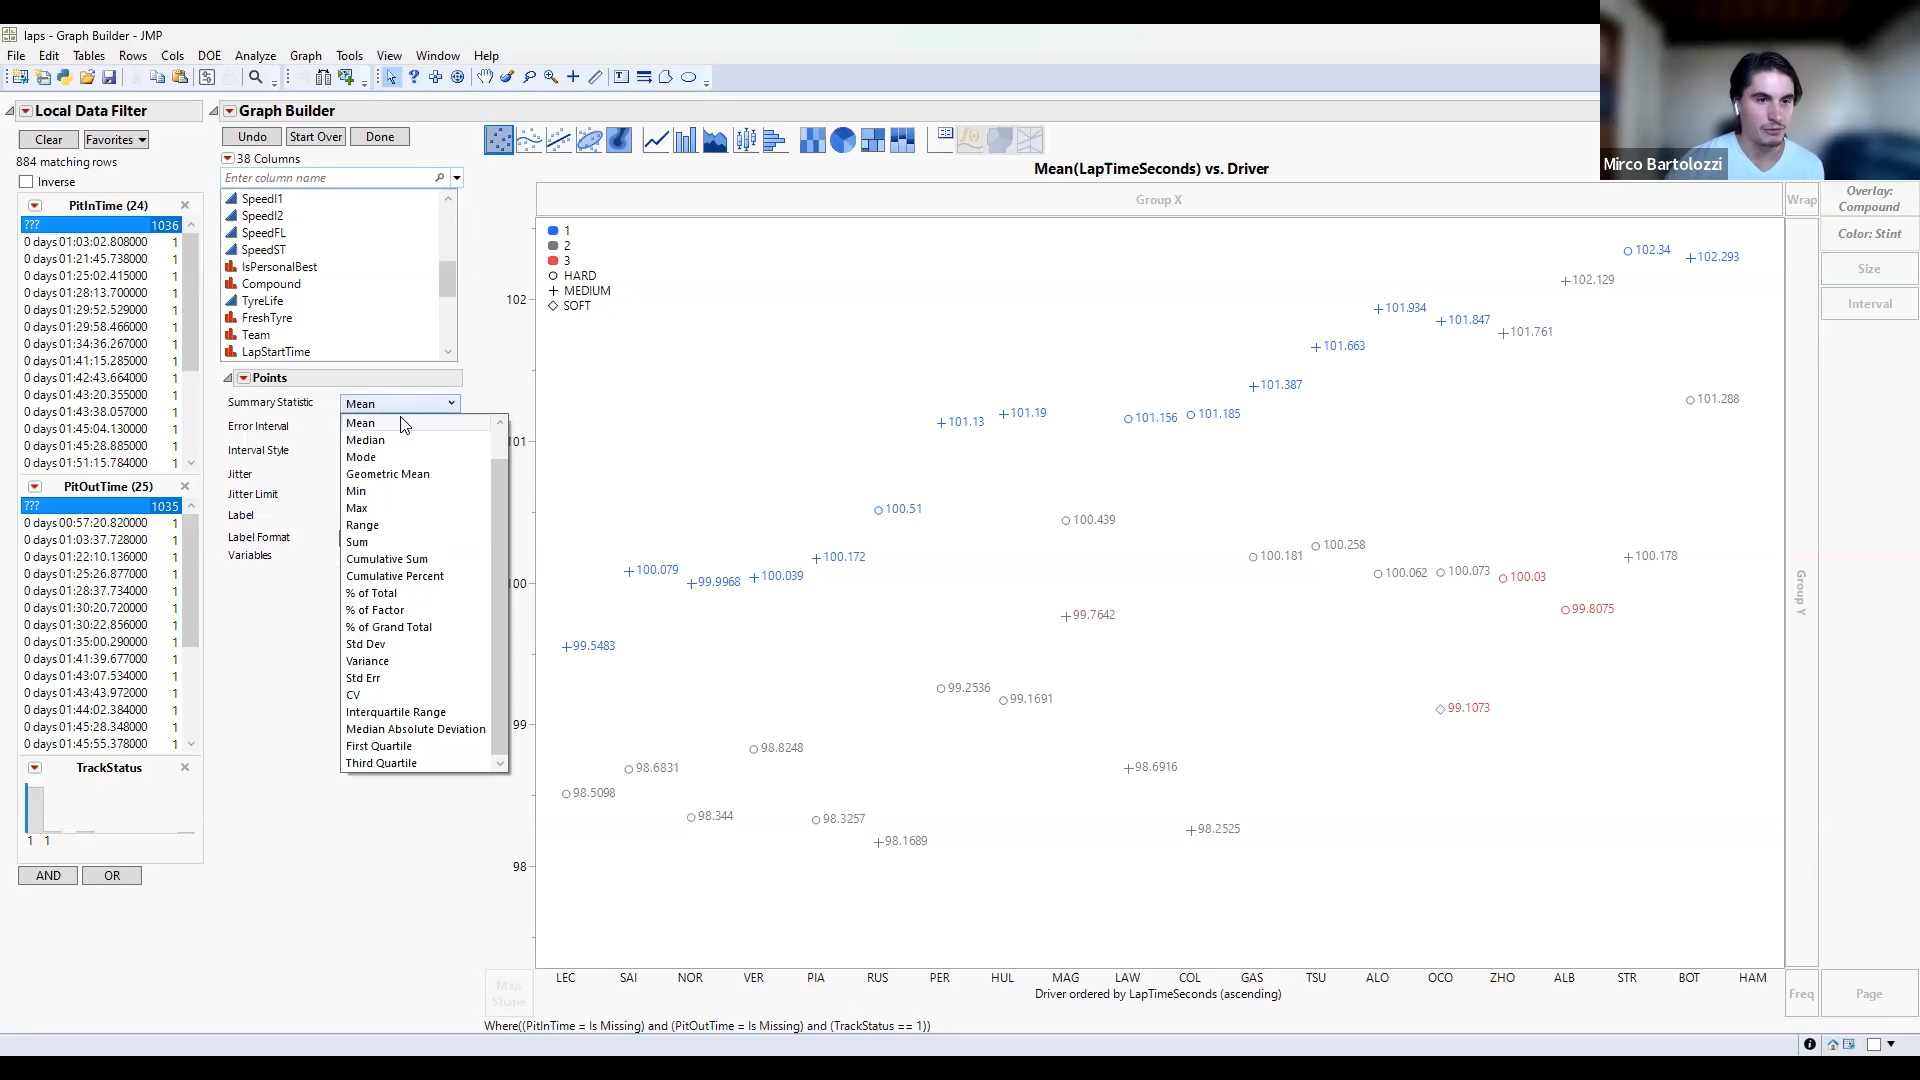 laps - Graph Builder - JMP
File Edit Tables Rows Cols DOE Analyze Graph Tools View Window Help
Mirco Bartolozzi
Local Data Filter
Clear Favorites
884 matching rows
Inverse
PitInTime (24)
??? 1036
0 days 01:03:02.808000 1
0 days 01:21:45.738000 1
0 days 01:25:02.415000 1
0 days 01:28:13.700000 1
0 days 01:29:52.529000 1
0 days 01:29:58.466000 1
0 days 01:34:36.267000 1
0 days 01:41:15.285000 1
0 days 01:42:43.664000 1
0 days 01:43:20.355000 1
0 days 01:43:38.057000 1
0 days 01:45:04.130000 1
0 days 01:45:28.885000 1
0 days 01:51:15.784000 1
PitOutTime (25)
??? 1035
0 days 00:57:20.820000 1
0 days 01:03:37.728000 1
0 days 01:22:10.136000 1
0 days 01:25:26.877000 1
0 days 01:28:37.734000 1
0 days 01:30:20.720000 1
0 days 01:30:22.856000 1
0 days 01:35:00.290000 1
0 days 01:41:39.677000 1
0 days 01:43:07.534000 1
0 days 01:43:43.972000 1
0 days 01:44:02.384000 1
0 days 01:45:28.348000 1
0 days 01:45:55.378000 1
TrackStatus
1 1
AND OR
Graph Builder
Undo Start Over Done
38 Columns
Enter column name
SpeedI1
SpeedI2
SpeedFL
SpeedST
IsPersonalBest
Compound
TyreLife
FreshTyre
Team
LapStartTime
Points
Summary Statistic Mean
Error Interval
Interval Style
Jitter
Jitter Limit
Label
Label Format
Variables
Mean
Median
Mode
Geometric Mean
Min
Max
Range
Sum
Cumulative Sum
Cumulative Percent
% of Total
% of Factor
% of Grand Total
Std Dev
Variance
Std Err
CV
Interquartile Range
Median Absolute Deviation
First Quartile
Third Quartile
Mean(LapTimeSeconds) vs. Driver
Group X
Wrap
Overlay:
Compound
Color: Stint
Size
Interval
1
2
3
HARD
MEDIUM
SOFT
102.34
102.293
102.129
102
101.934
101.847
101.761
101.663
101.387
101.288
101.19
101.185
101.156
101.13
01
100.51
100.439
100.258
100.181
100.178
100.172
100.079
100.073
100.062
100.039
100.03
99.9968
00
99.8075
99.7642
99.5483
99.2536
99.1691
99.1073
99
98.8248
98.6916
98.6831
98.5098
98.344
98.3257
98.2525
98.1689
98
Group Y
Map
Shape
LEC SAI NOR VER PIA RUS PER HUL MAG LAW COL GAS TSU ALO OCO ZHO ALB STR BOT HAM
Driver ordered by LapTimeSeconds (ascending)
Freq
Page
Where((PitInTime = Is Missing) and (PitOutTime = Is Missing) and (TrackStatus == 1))